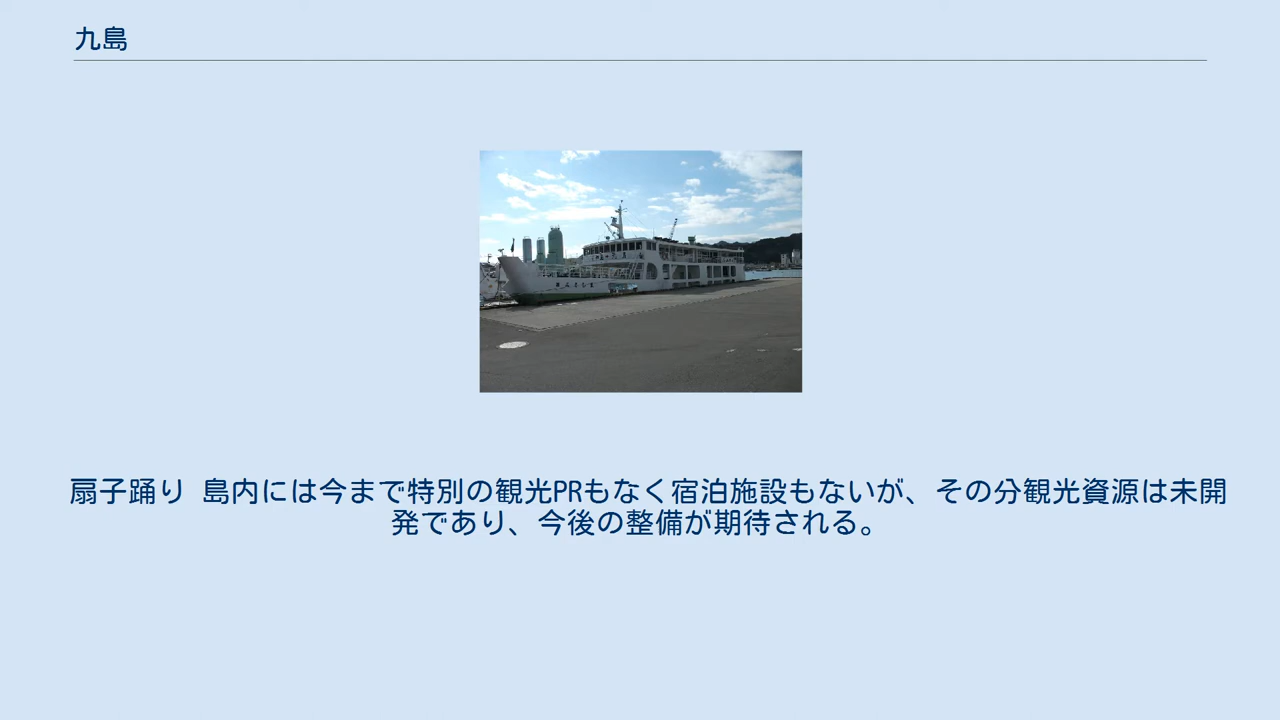 九島
扇子踊り 島内には今まで特別の観光PRもなく宿泊施設もないが、その分観光資源は未開
発であり、今後の整備が期待される。